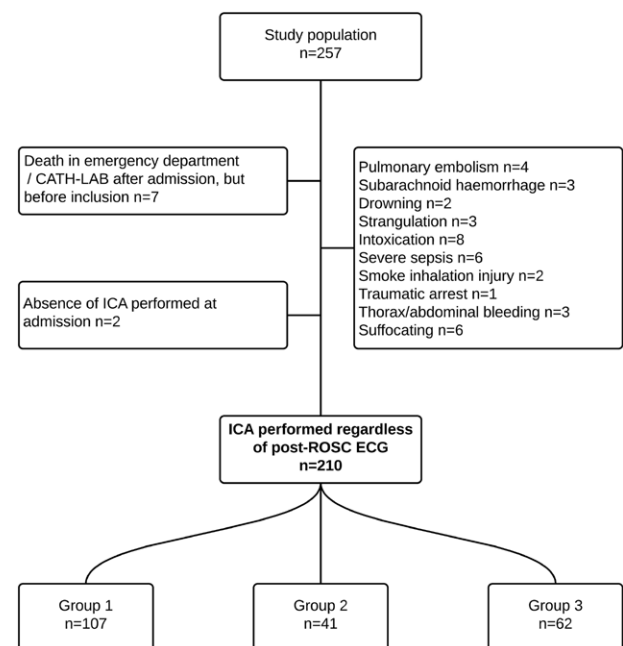 Study population
n=257
Death in emergency department
/ CATH-LAB after admission, but
before inclusion n=7
Pulmonary embolism n=4
Subarachnoid haemorrhage n=3
Drowning n=2
Strangulation n=3
Intoxication n=8
Severe sepsis n=6
Smoke inhalation injury n=2
Traumatic arrest n=1
Thorax/abdominal bleeding n=3
Suffocating n=6
Absence of ICA performed at
admission n=2
ICA performed regardless
of post-ROSC ECG
n=210
Group 1
n=107
Group 2
n=41
Group 3
n=62